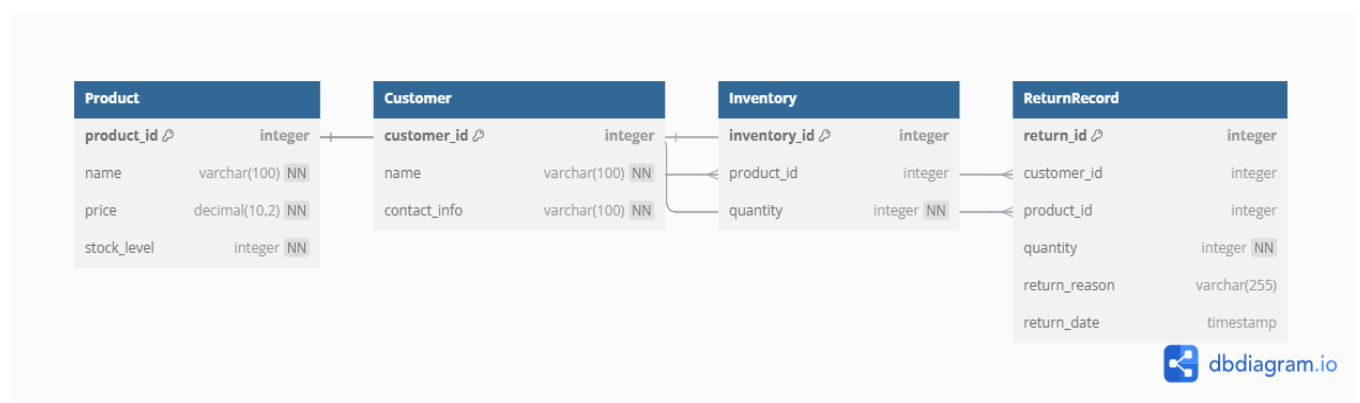 Product
product_id integer
name varchar(100) NN
price decimal(10,2) NN
stock_level integer NN
Customer
customer_id integer
name varchar(100) NN
contact_info varchar(100) NN
Inventory
inventory_id integer
product_id integer
quantity integer NN
ReturnRecord
return_id integer
customer_id integer
product_id integer
quantity integer NN
return_reason varchar(255)
return_date timestamp
dbdiagram.io